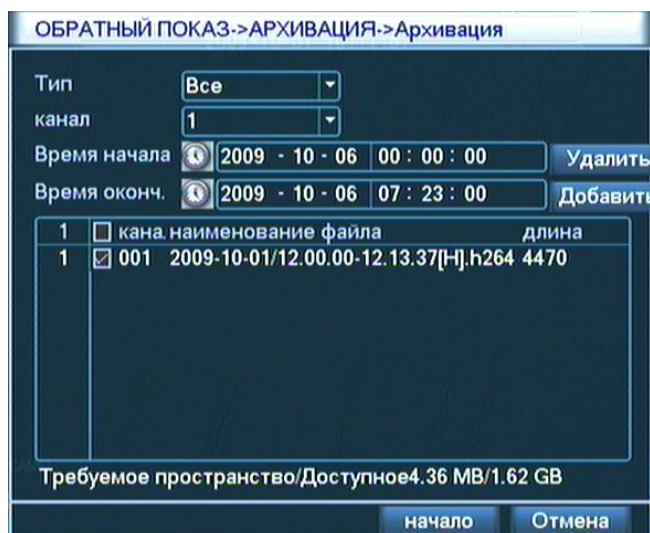 ОБРАТНЫЙ ПОКАЗ->АРХИВАЦИЯ->Архивация
Тип Все
канал 1
Время начала 2009 - 10 - 06 00 : 00 : 00 Удалить
Время оконч. 2009 - 10 - 06 07 : 23 : 00 Добавить
1 кана. наименование файла длина
1 001 2009-10-01/12.00.00-12.13.37[H].h264 4470
Требуемое пространство/Доступное4.36 MB/1.62 GB
начало Отмена